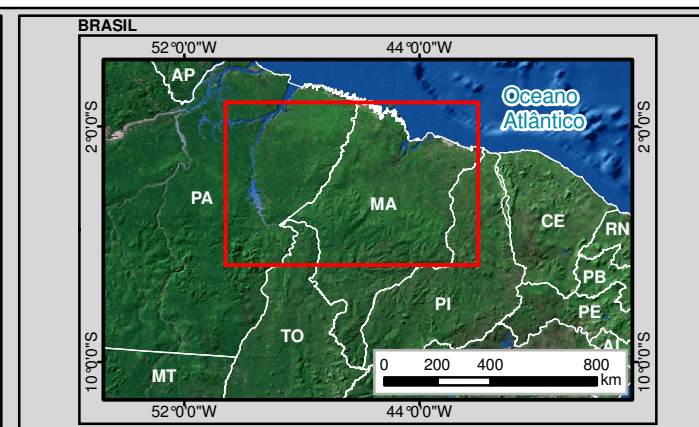 BRASIL
52°0'0"W 44°0'0"W
AP
Oceano
Atlântico
2°0'0"S 2°0'0"S
PA
MA
CE
RN
PB
PI
PE
TO
AL
MT
0 200 400 800
km
10°0'0"S 10°0'0"S
52°0'0"W 44°0'0"W